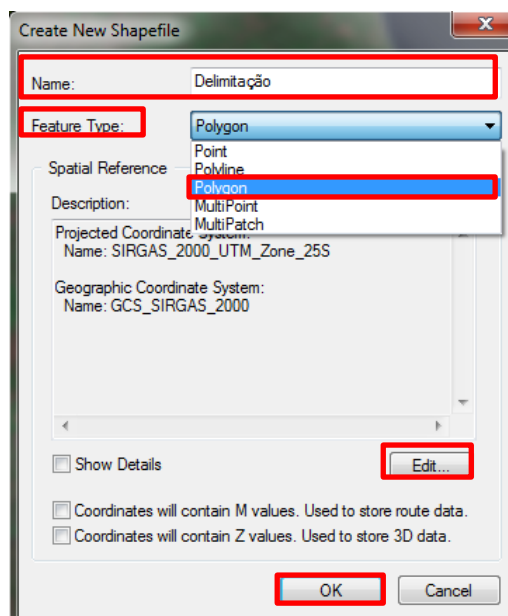 Create New Shapefile
Name: Delimitação
Feature Type: Polygon
Point
Polyline
Polygon
MultiPoint
MultiPatch
Spatial Reference
Description:
Projected Coordinate System:
Name: SIRGAS_2000_UTM_Zone_25S
Geographic Coordinate System:
Name: GCS_SIRGAS_2000
Show Details
Edit...
Coordinates will contain M values. Used to store route data.
Coordinates will contain Z values. Used to store 3D data.
OK
Cancel